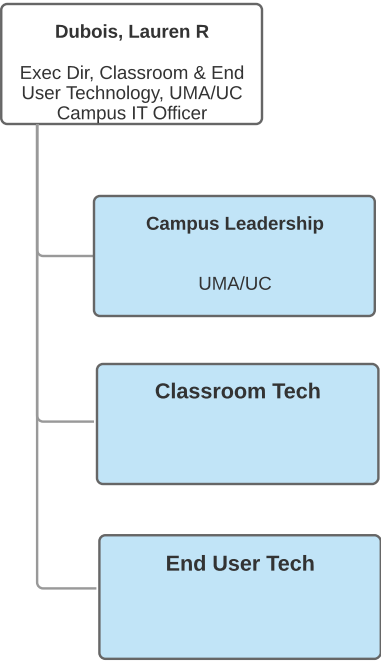 Dubois, Lauren R
Exec Dir, Classroom & End
User Technology, UMA/UC
Campus IT Officer
Campus Leadership
UMA/UC
Classroom Tech
End User Tech